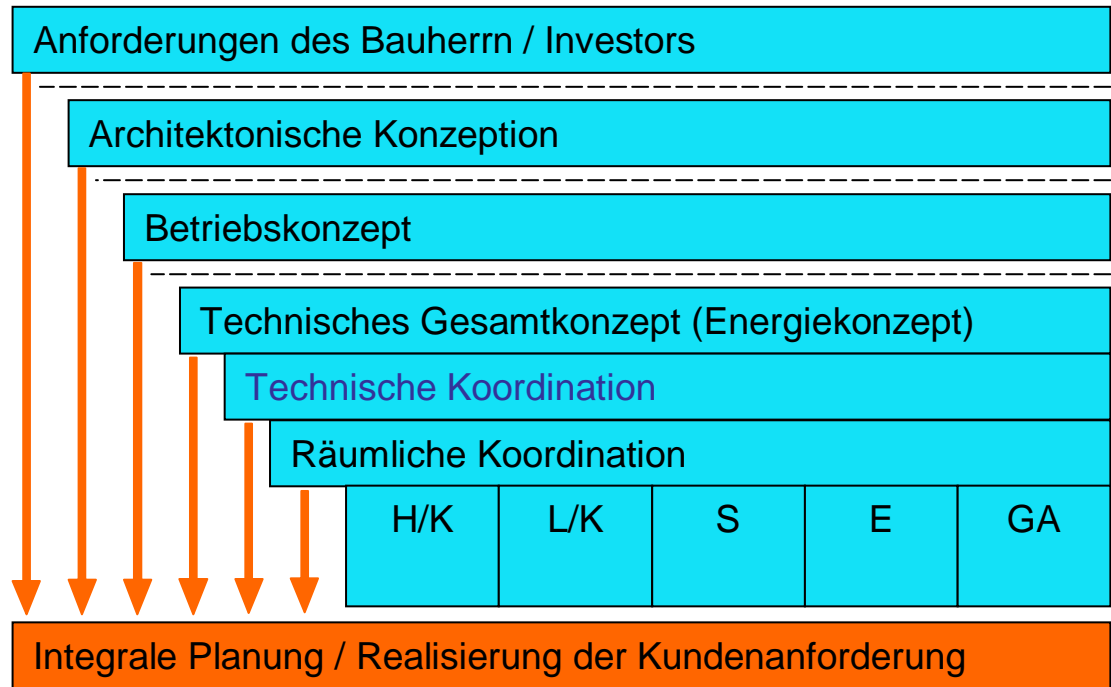 Anforderungen des Bauherrn / Investors
Architektonische Konzeption
Betriebskonzept
Technisches Gesamtkonzept (Energiekonzept)
Technische Koordination
Räumliche Koordination
H/K L/K S E GA
Integrale Planung / Realisierung der Kundenanforderung